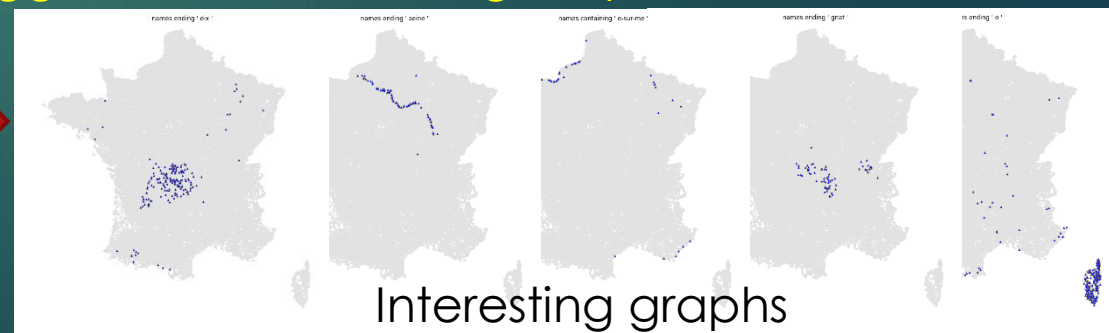 names ending ' eix '
names ending ' seine '
names containing ' e-sur-me '
names ending ' gnat '
es ending ' o '
Interesting graphs